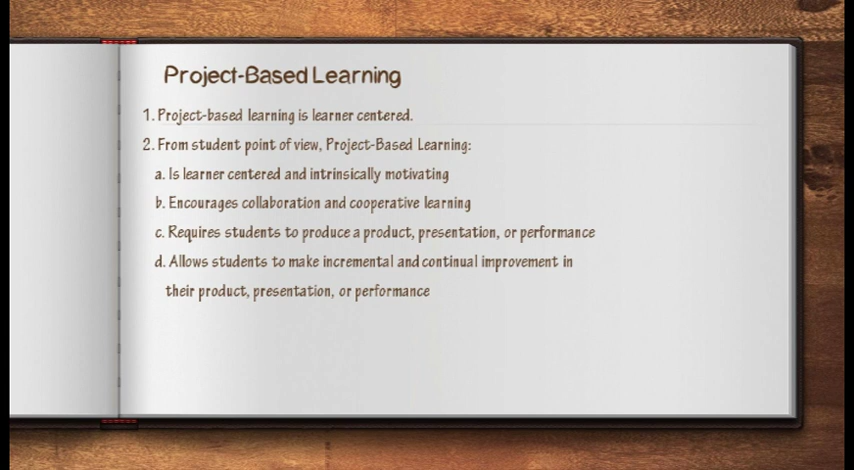 Project-Based Learning
1. Project-based learning is learner centered.
2. From student point of view, Project-Based Learning:
a. Is learner centered and intrinsically motivating
b. Encourages collaboration and cooperative learning
c. Requires students to produce a product, presentation, or performance
d. Allows students to make incremental and continual improvement in
their product, presentation, or performance